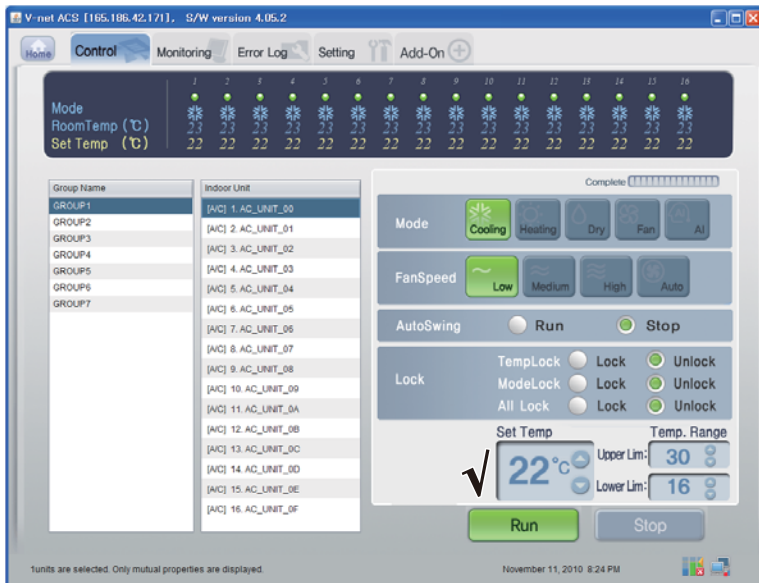 V-net ACS [165.186.42.171],   S/W version 4.05.2
Home Control Monitoring Error Log Setting Add-On
1 2 3 4 5 6 7 8 9 10 11 12 13 14 15 16
Mode
RoomTemp (℃) 23 23 23 23 23 23 23 23 23 23 23 23 23 23 23 23
Set Temp (℃) 22 22 22 22 22 22 22 22 22 22 22 22 22 22 22 22
Complete
Group Name
GROUP1
GROUP2
GROUP3
GROUP4
GROUP5
GROUP6
GROUP7
Indoor Unit
[A/C] 1. AC_UNIT_00
[A/C] 2. AC_UNIT_01
[A/C] 3. AC_UNIT_02
[A/C] 4. AC_UNIT_03
[A/C] 5. AC_UNIT_04
[A/C] 6. AC_UNIT_05
[A/C] 7. AC_UNIT_06
[A/C] 8. AC_UNIT_07
[A/C] 9. AC_UNIT_08
[A/C] 10. AC_UNIT_09
[A/C] 11. AC_UNIT_0A
[A/C] 12. AC_UNIT_0B
[A/C] 13. AC_UNIT_0C
[A/C] 14. AC_UNIT_0D
[A/C] 15. AC_UNIT_0E
[A/C] 16. AC_UNIT_0F
Mode Cooling Heating Dry Fan AI
FanSpeed Low Medium High Auto
AutoSwing Run Stop
TempLock Lock Unlock
Lock ModeLock Lock Unlock
All Lock Lock Unlock
Set Temp Temp. Range
22°C Upper Lim: 30
Lower Lim: 16
√
Run Stop
1units are selected. Only mutual properties are displayed. November 11, 2010 8:24 PM